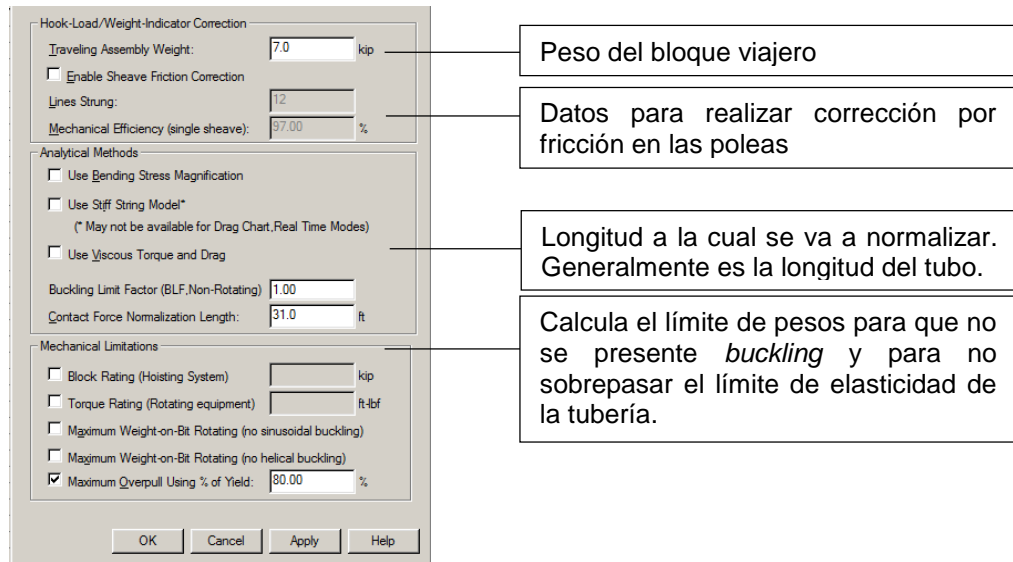 Hook-Load/Weight-Indicator Correction
Traveling Assembly Weight: 7.0 kip
Enable Sheave Friction Correction
Lines Strung: 12
Mechanical Efficiency (single sheave): 97.00 %
Analytical Methods
Use Bending Stress Magnification
Use Stiff String Model*
(* May not be available for Drag Chart,Real Time Modes)
Use Viscous Torque and Drag
Buckling Limit Factor (BLF,Non-Rotating) 1.00
Contact Force Normalization Length: 31.0 ft
Mechanical Limitations
Block Rating (Hoisting System) kip
Torque Rating (Rotating equipment) ft-lbf
Maximum Weight-on-Bit Rotating (no sinusoidal buckling)
Maximum Weight-on-Bit Rotating (no helical buckling)
Maximum Overpull Using % of Yield: 80.00 %
OK Cancel Apply Help
Peso del bloque viajero
Datos para realizar corrección por
fricción en las poleas
Longitud a la cual se va a normalizar.
Generalmente es la longitud del tubo.
Calcula el límite de pesos para que no
se presente buckling y para no
sobrepasar el límite de elasticidad de
la tubería.